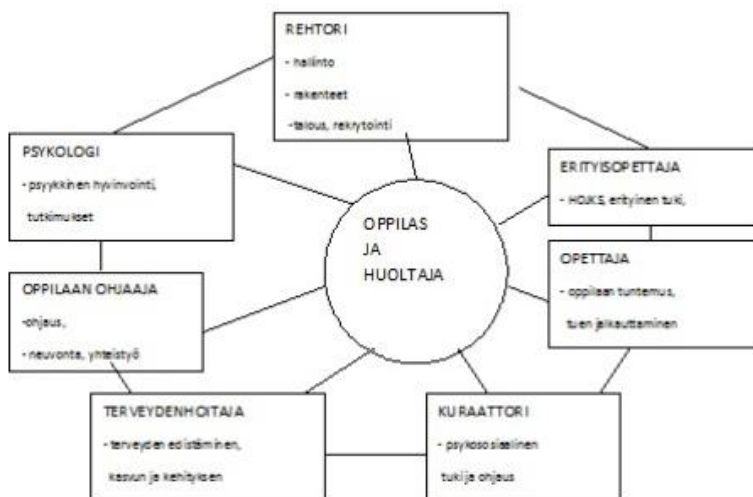 REHTORI
- hallinto
- rakenteet
-talous, rekrytointi
PSYKOLOGI
- psyykkinen hyvinvointi,
tutkimukset
ERITYISOPETTAJA
- HOJKS, erityinen tuki,
OPPILAS
JA
HUOLTAJA
OPETTAJA
- oppilaan tuntemus,
tuen jalkauttaminen
OPPILAAN OHJAAJA
-ohjaus,
- neuvonta, yhteistyö
TERVEYDENHOITAJA
- terveyden edistäminen,
kasvun ja kehityksen
KURAATTORI
- psykososiaalinen
tuki ja ohjaus